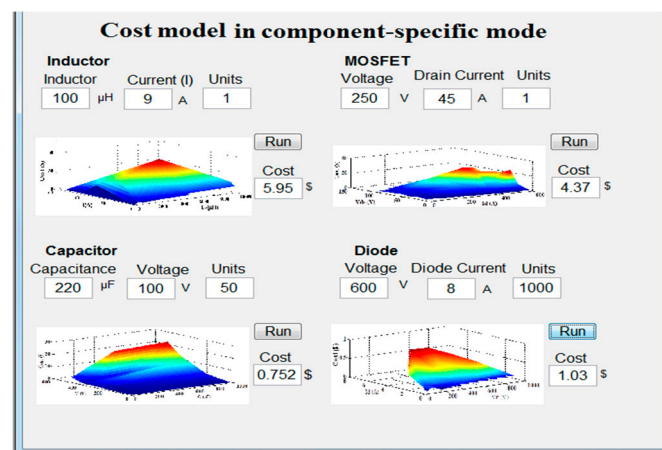 Cost model in component-specific mode
Inductor
Inductor Current (I) Units
100 µH 9 A 1
Run
Cost
5.95 $
MOSFET
Voltage Drain Current Units
250 V 45 A 1
Run
Cost
4.37 $
Capacitor
Capacitance Voltage Units
220 µF 100 V 50
Run
Cost
0.752 $
Diode
Voltage Diode Current Units
600 V 8 A 1000
Run
Cost
1.03 $